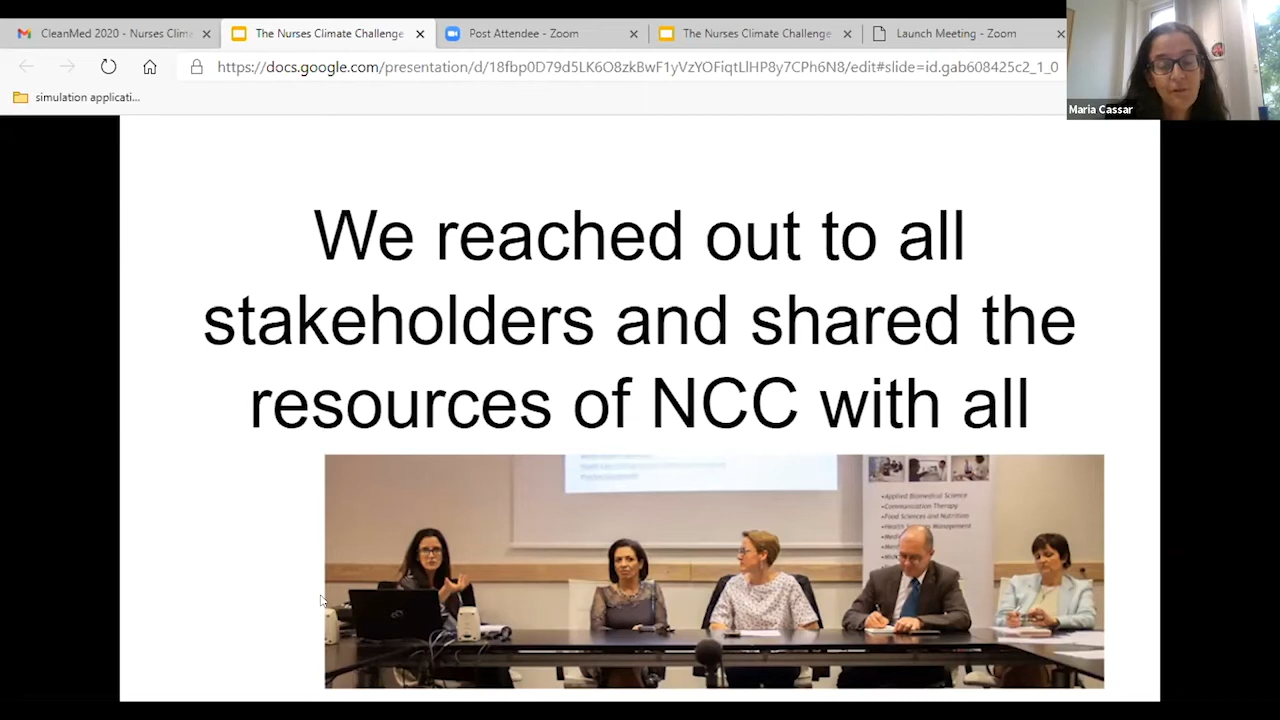 CleanMed 2020 - Nurses Clim
The Nurses Climate Challenge
Post Attendee - Zoom
The Nurses Climate Challenge
Launch Meeting - Zoom
https://docs.google.com/presentation/d/18fbp0D79d5LK6O8zkBwF1yVzYOFiqtLlHP8y7CPh6N8/edit#slide=id.gab608425c2_1_0
simulation applicati...
Maria Cassar
We reached out to all
stakeholders and shared the
resources of NCC with all
•Applied Biomedical Science
•Communication Therapy
•Food Sciences and Nutrition
•Health Management